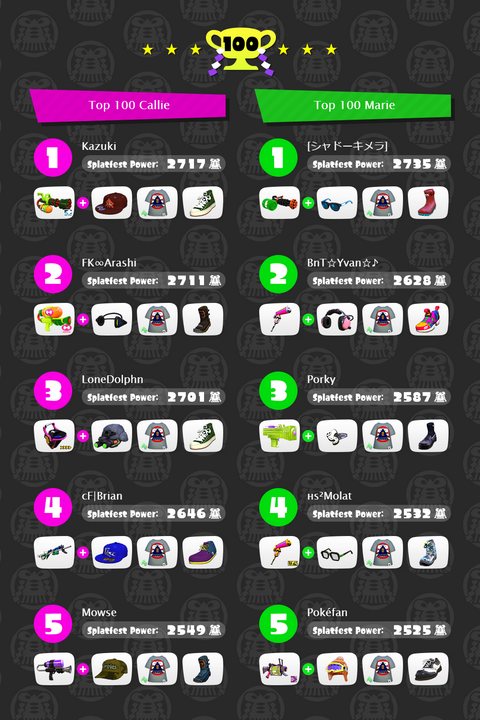 100
Top 100 Callie
1
Kazuki
Splatfest Power: 2717
2
FK∞Arashi
Splatfest Power: 2711
3
LoneDolphn
Splatfest Power: 2701
4
cF|Brian
Splatfest Power: 2646
5
Mowse
Splatfest Power: 2549
Top 100 Marie
1
[シャドーキメラ]
Splatfest Power: 2735
2
BnT☆Yvan☆♪
Splatfest Power: 2628
3
Porky
Splatfest Power: 2587
4
нs²Molat
Splatfest Power: 2532
5
Pokéfan
Splatfest Power: 2525